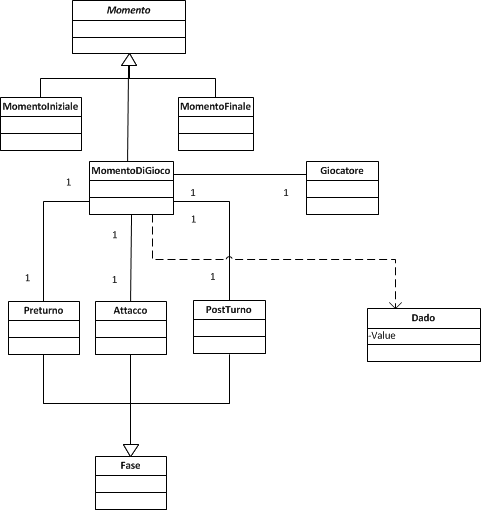 Momento
MomentoIniziale
MomentoFinale
MomentoDiGioco
Giocatore
1
1
1
1
1
1
1
1
Preturno
Attacco
PostTurno
Dado
-Value
Fase